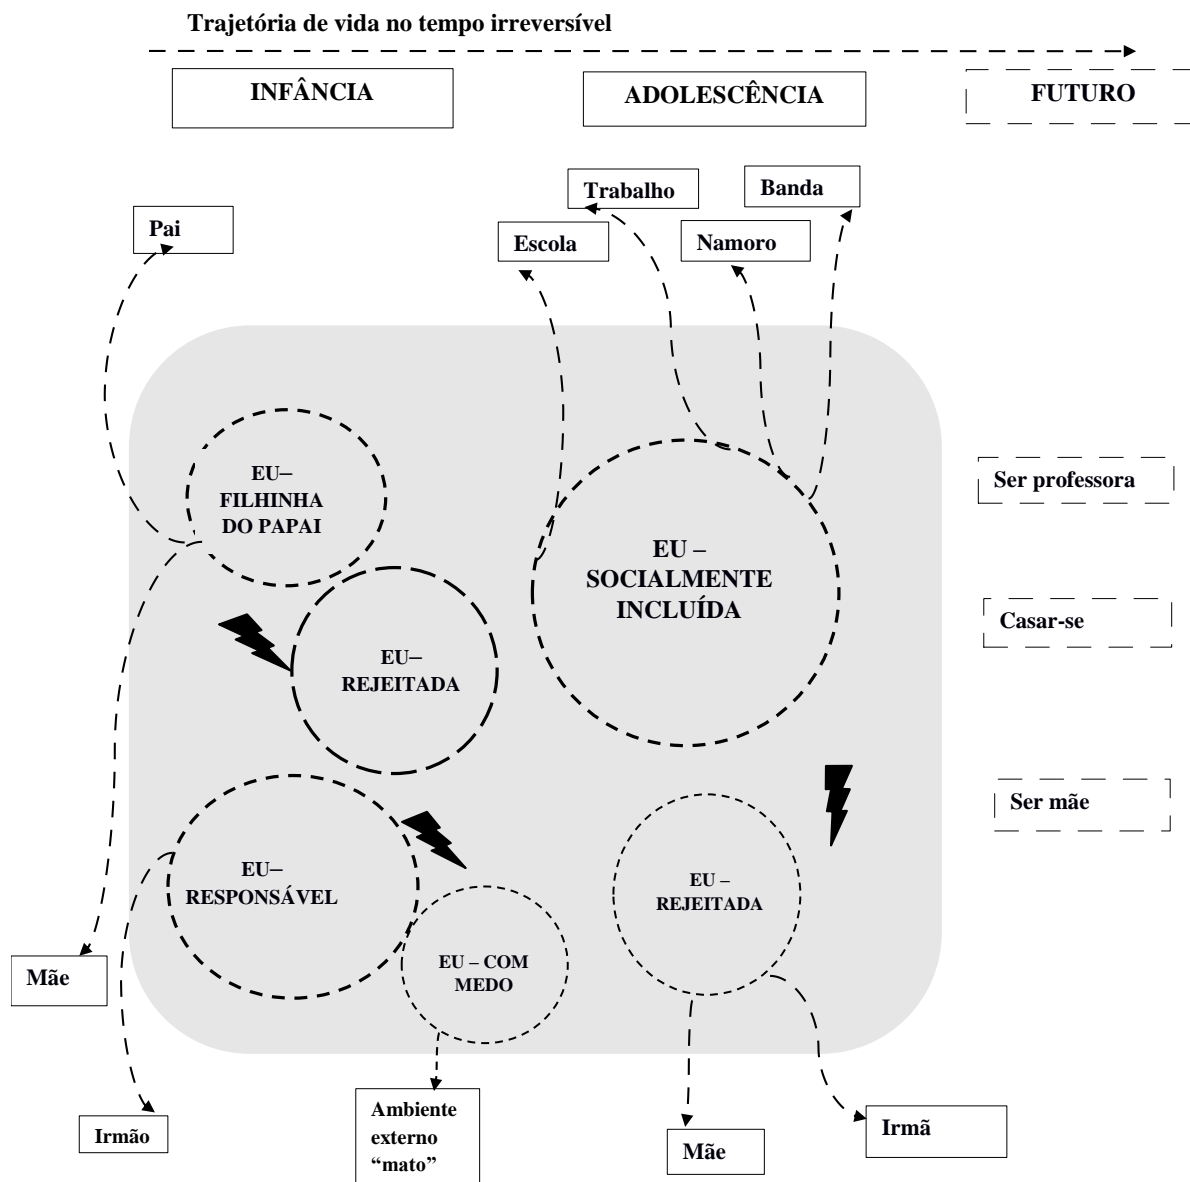 Trajetória de vida no tempo irreversível
INFÂNCIA
ADOLESCÊNCIA
FUTURO
Trabalho
Banda
Pai
Escola
Namoro
EU–
FILHINHA
DO PAPAI
EU –
SOCIALMENTE
INCLUÍDA
Ser professora
Casar-se
EU–
REJEITADA
Ser mãe
EU–
RESPONSÁVEL
EU –
REJEITADA
EU – COM
MEDO
Mãe
Irmão
Ambiente
externo
“mato”
Mãe
Irmã